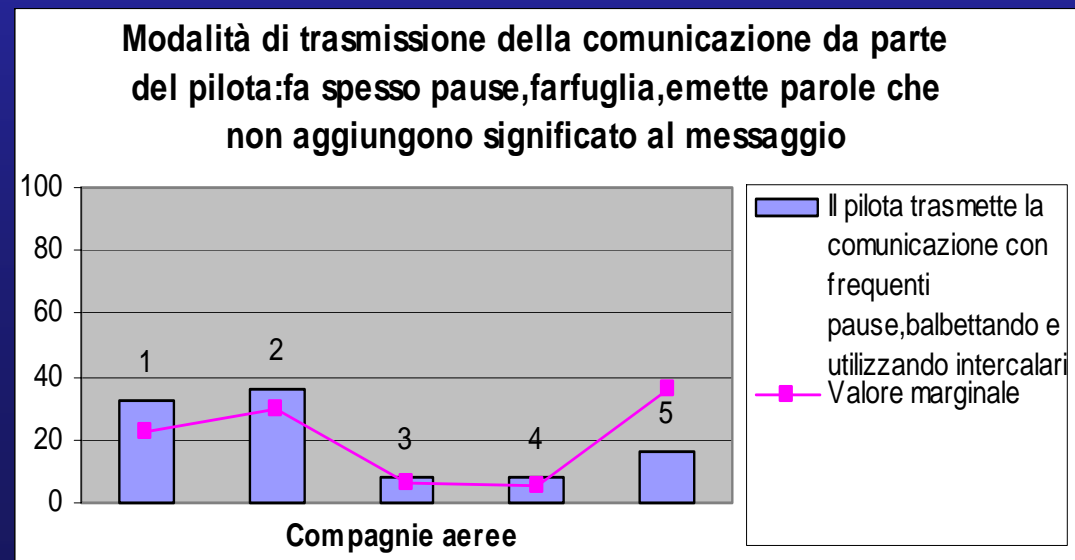 Modalità di trasmissione della comunicazione da parte
del pilota:fa spesso pause,farfuglia,emette parole che
non aggiungono significato al messaggio
100
80
60
40
20
0
1
2
3
4
5
Compagnie aeree
Il pilota trasmette la
comunicazione con
frequenti
pause,balbettando e
utilizzando intercalari
Valore marginale